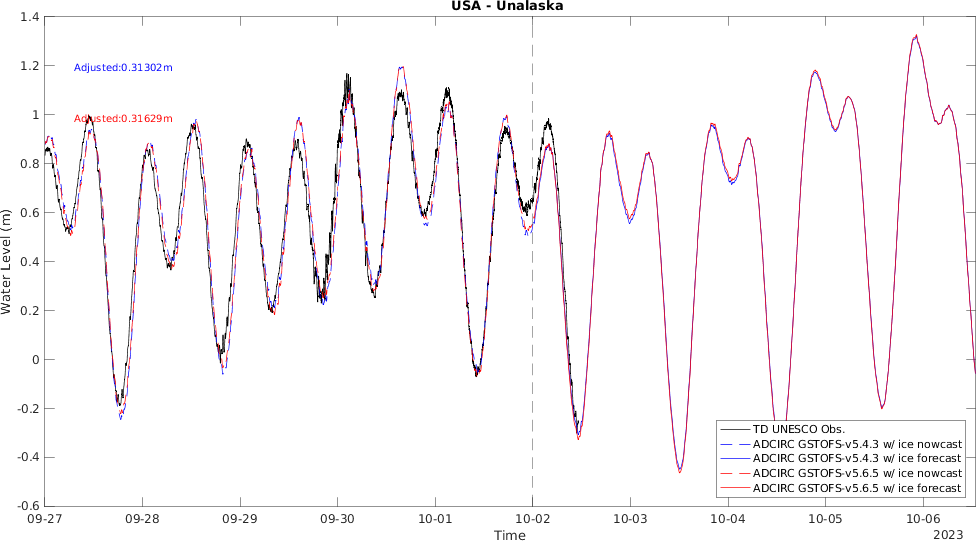 USA - Unalaska
1.4
1.2
1
0.8
0.6
0.4
0.2
0
-0.2
-0.4
-0.6
Water Level (m)
Adjusted:0.31302m
Adjusted:0.31629m
TD UNESCO Obs.
ADCIRC GSTOFS-v5.4.3 w/ ice nowcast
ADCIRC GSTOFS-v5.4.3 w/ ice forecast
ADCIRC GSTOFS-v5.6.5 w/ ice nowcast
ADCIRC GSTOFS-v5.6.5 w/ ice forecast
09-27 09-28 09-29 09-30 10-01 10-02 10-03 10-04 10-05 10-06
Time
2023